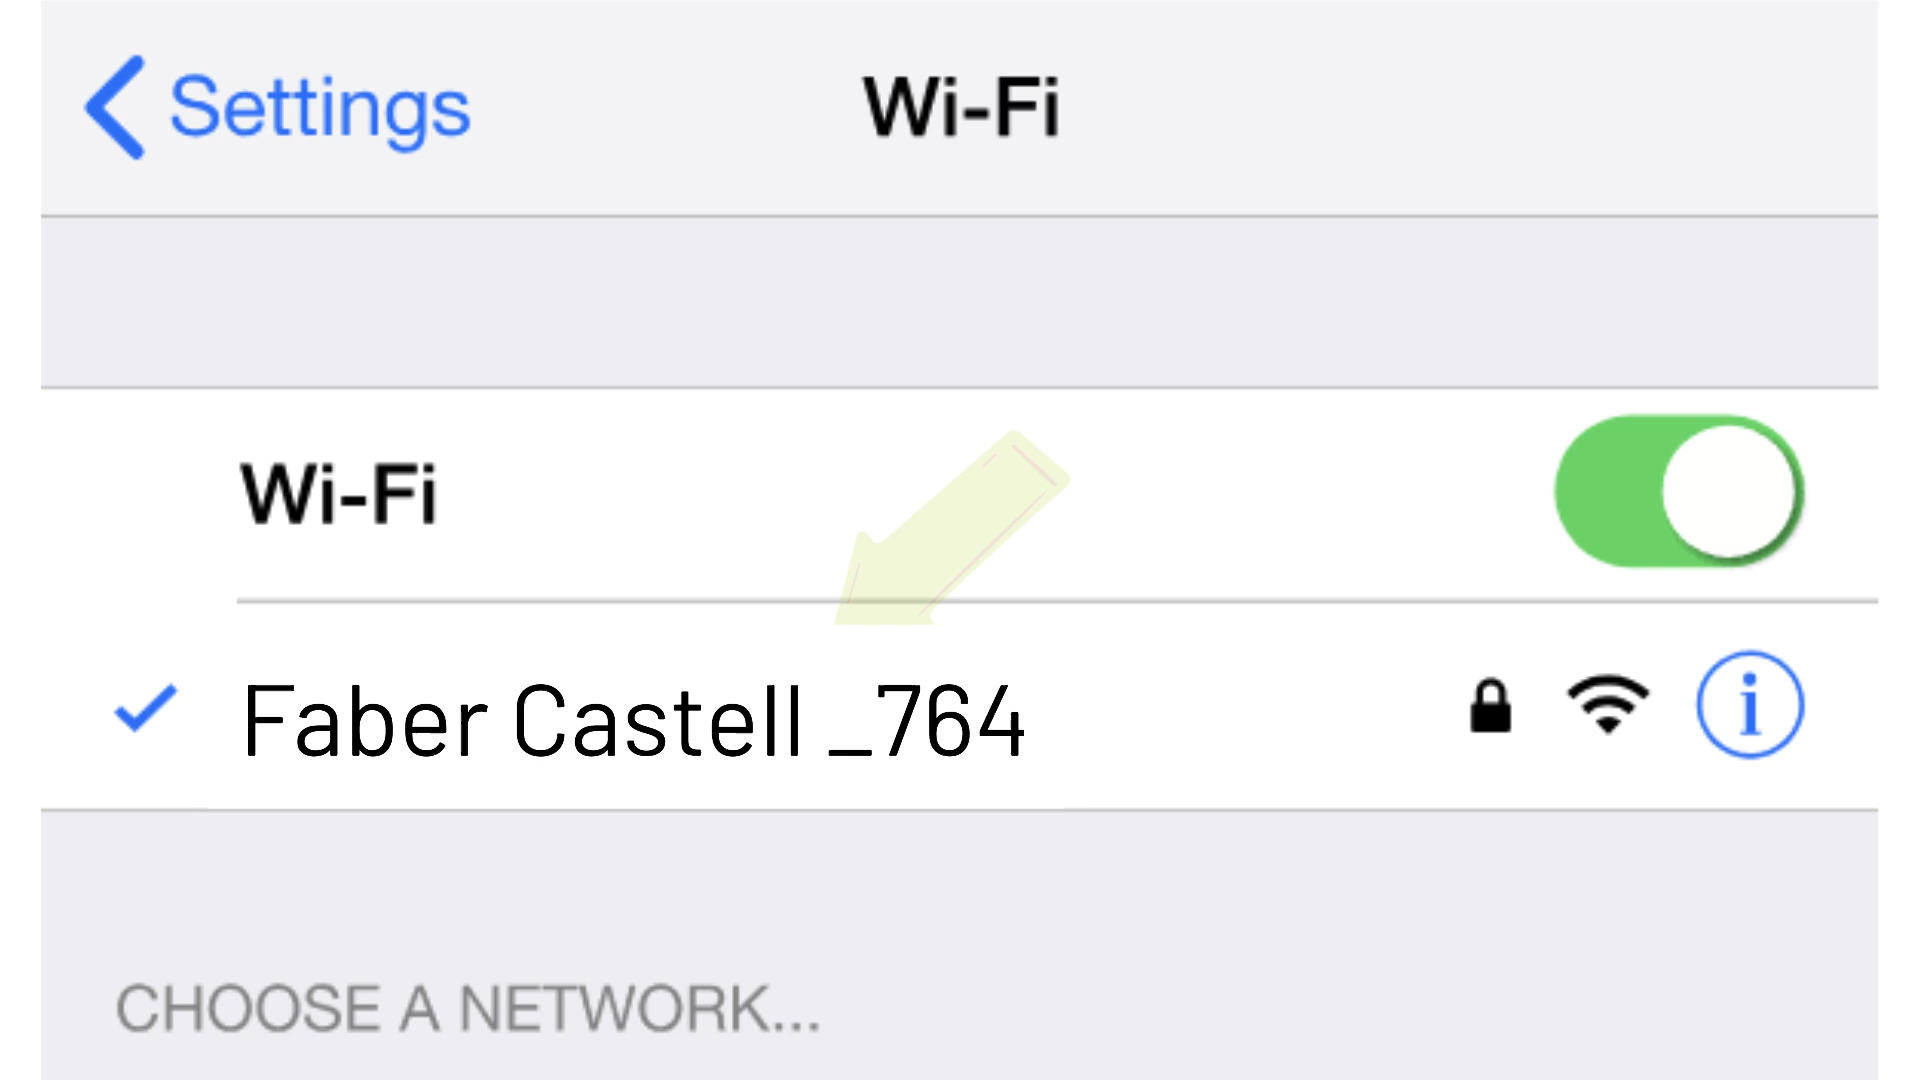 Settings
Wi-Fi
Wi-Fi
Faber Castell _764
CHOOSE A NETWORK...